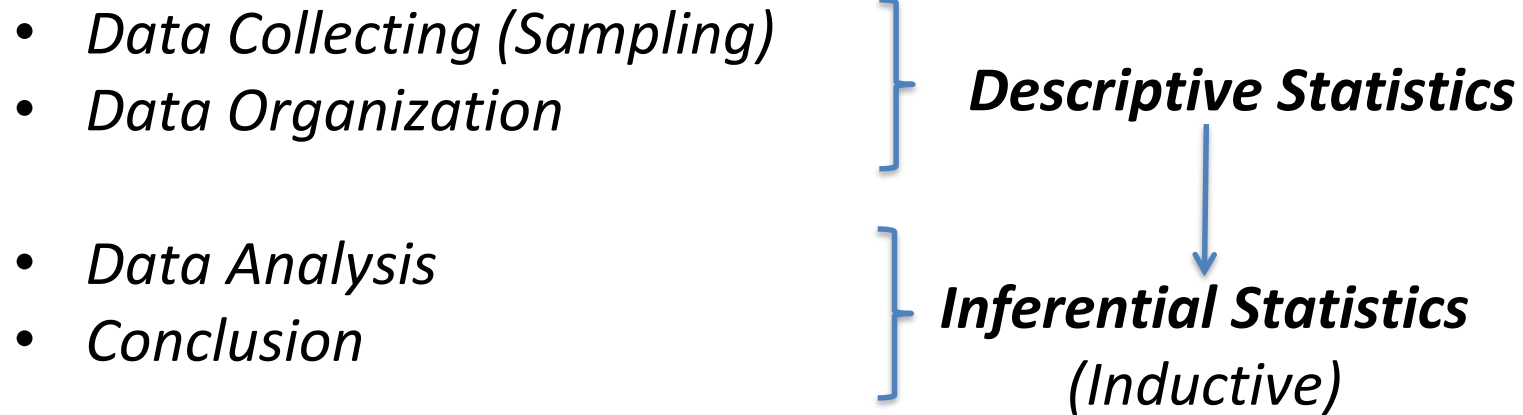 • Data Collecting (Sampling)
• Data Organization
Descriptive Statistics
• Data Analysis
• Conclusion
Inferential Statistics
(Inductive)